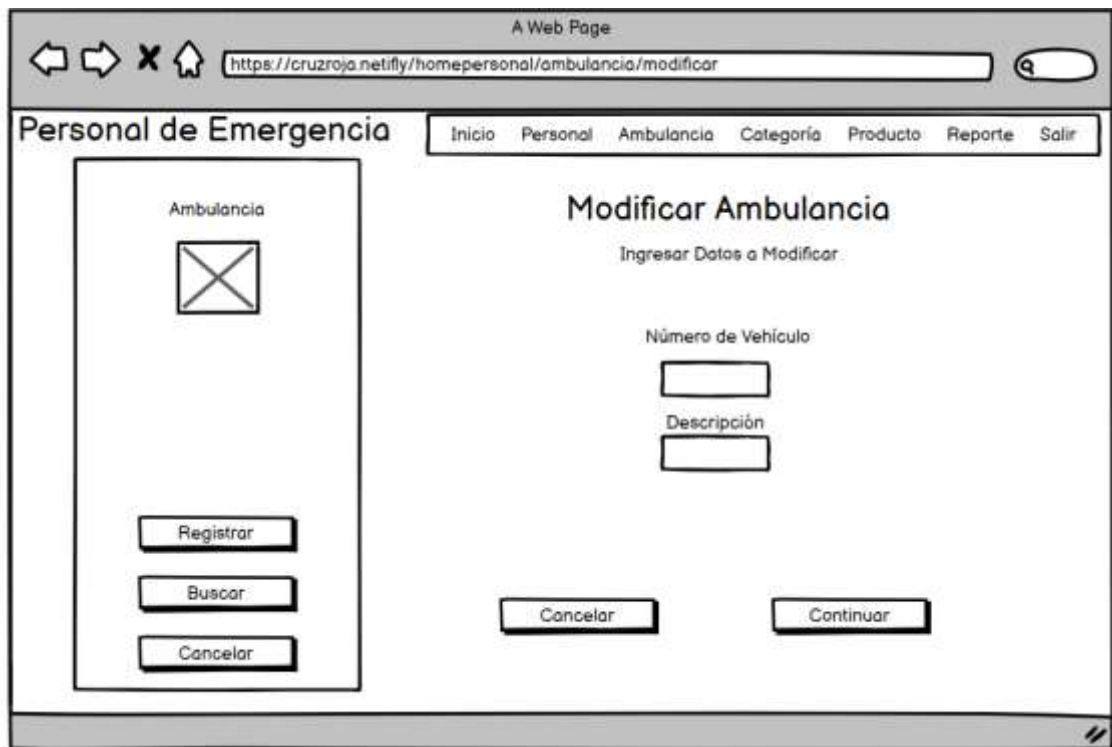 A Web Page
https://cruzroja.netifly/homepersonal/ambulancia/modificar
Personal de Emergencia
Inicio Personal Ambulancia Categoría Producto Reporte Salir
Ambulancia
Registrar
Buscar
Cancelar
Modificar Ambulancia
Ingresar Datos a Modificar
Número de Vehículo
Descripción
Cancelar
Continuar